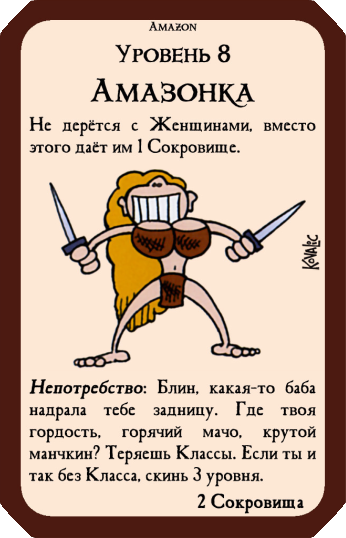 Amazon
Уровень 8
Амазонка
Не дерётся с Женщинами, вместо
этого даёт им 1 Сокровище.
Kovalic
Непотребство: Блин, какая-то баба
надрала тебе задницу. Где твоя
гордость, горячий мачо, крутой
манчкин? Теряешь Классы. Если ты и
так без Класса, скинь 3 уровня.
2 Сокровища